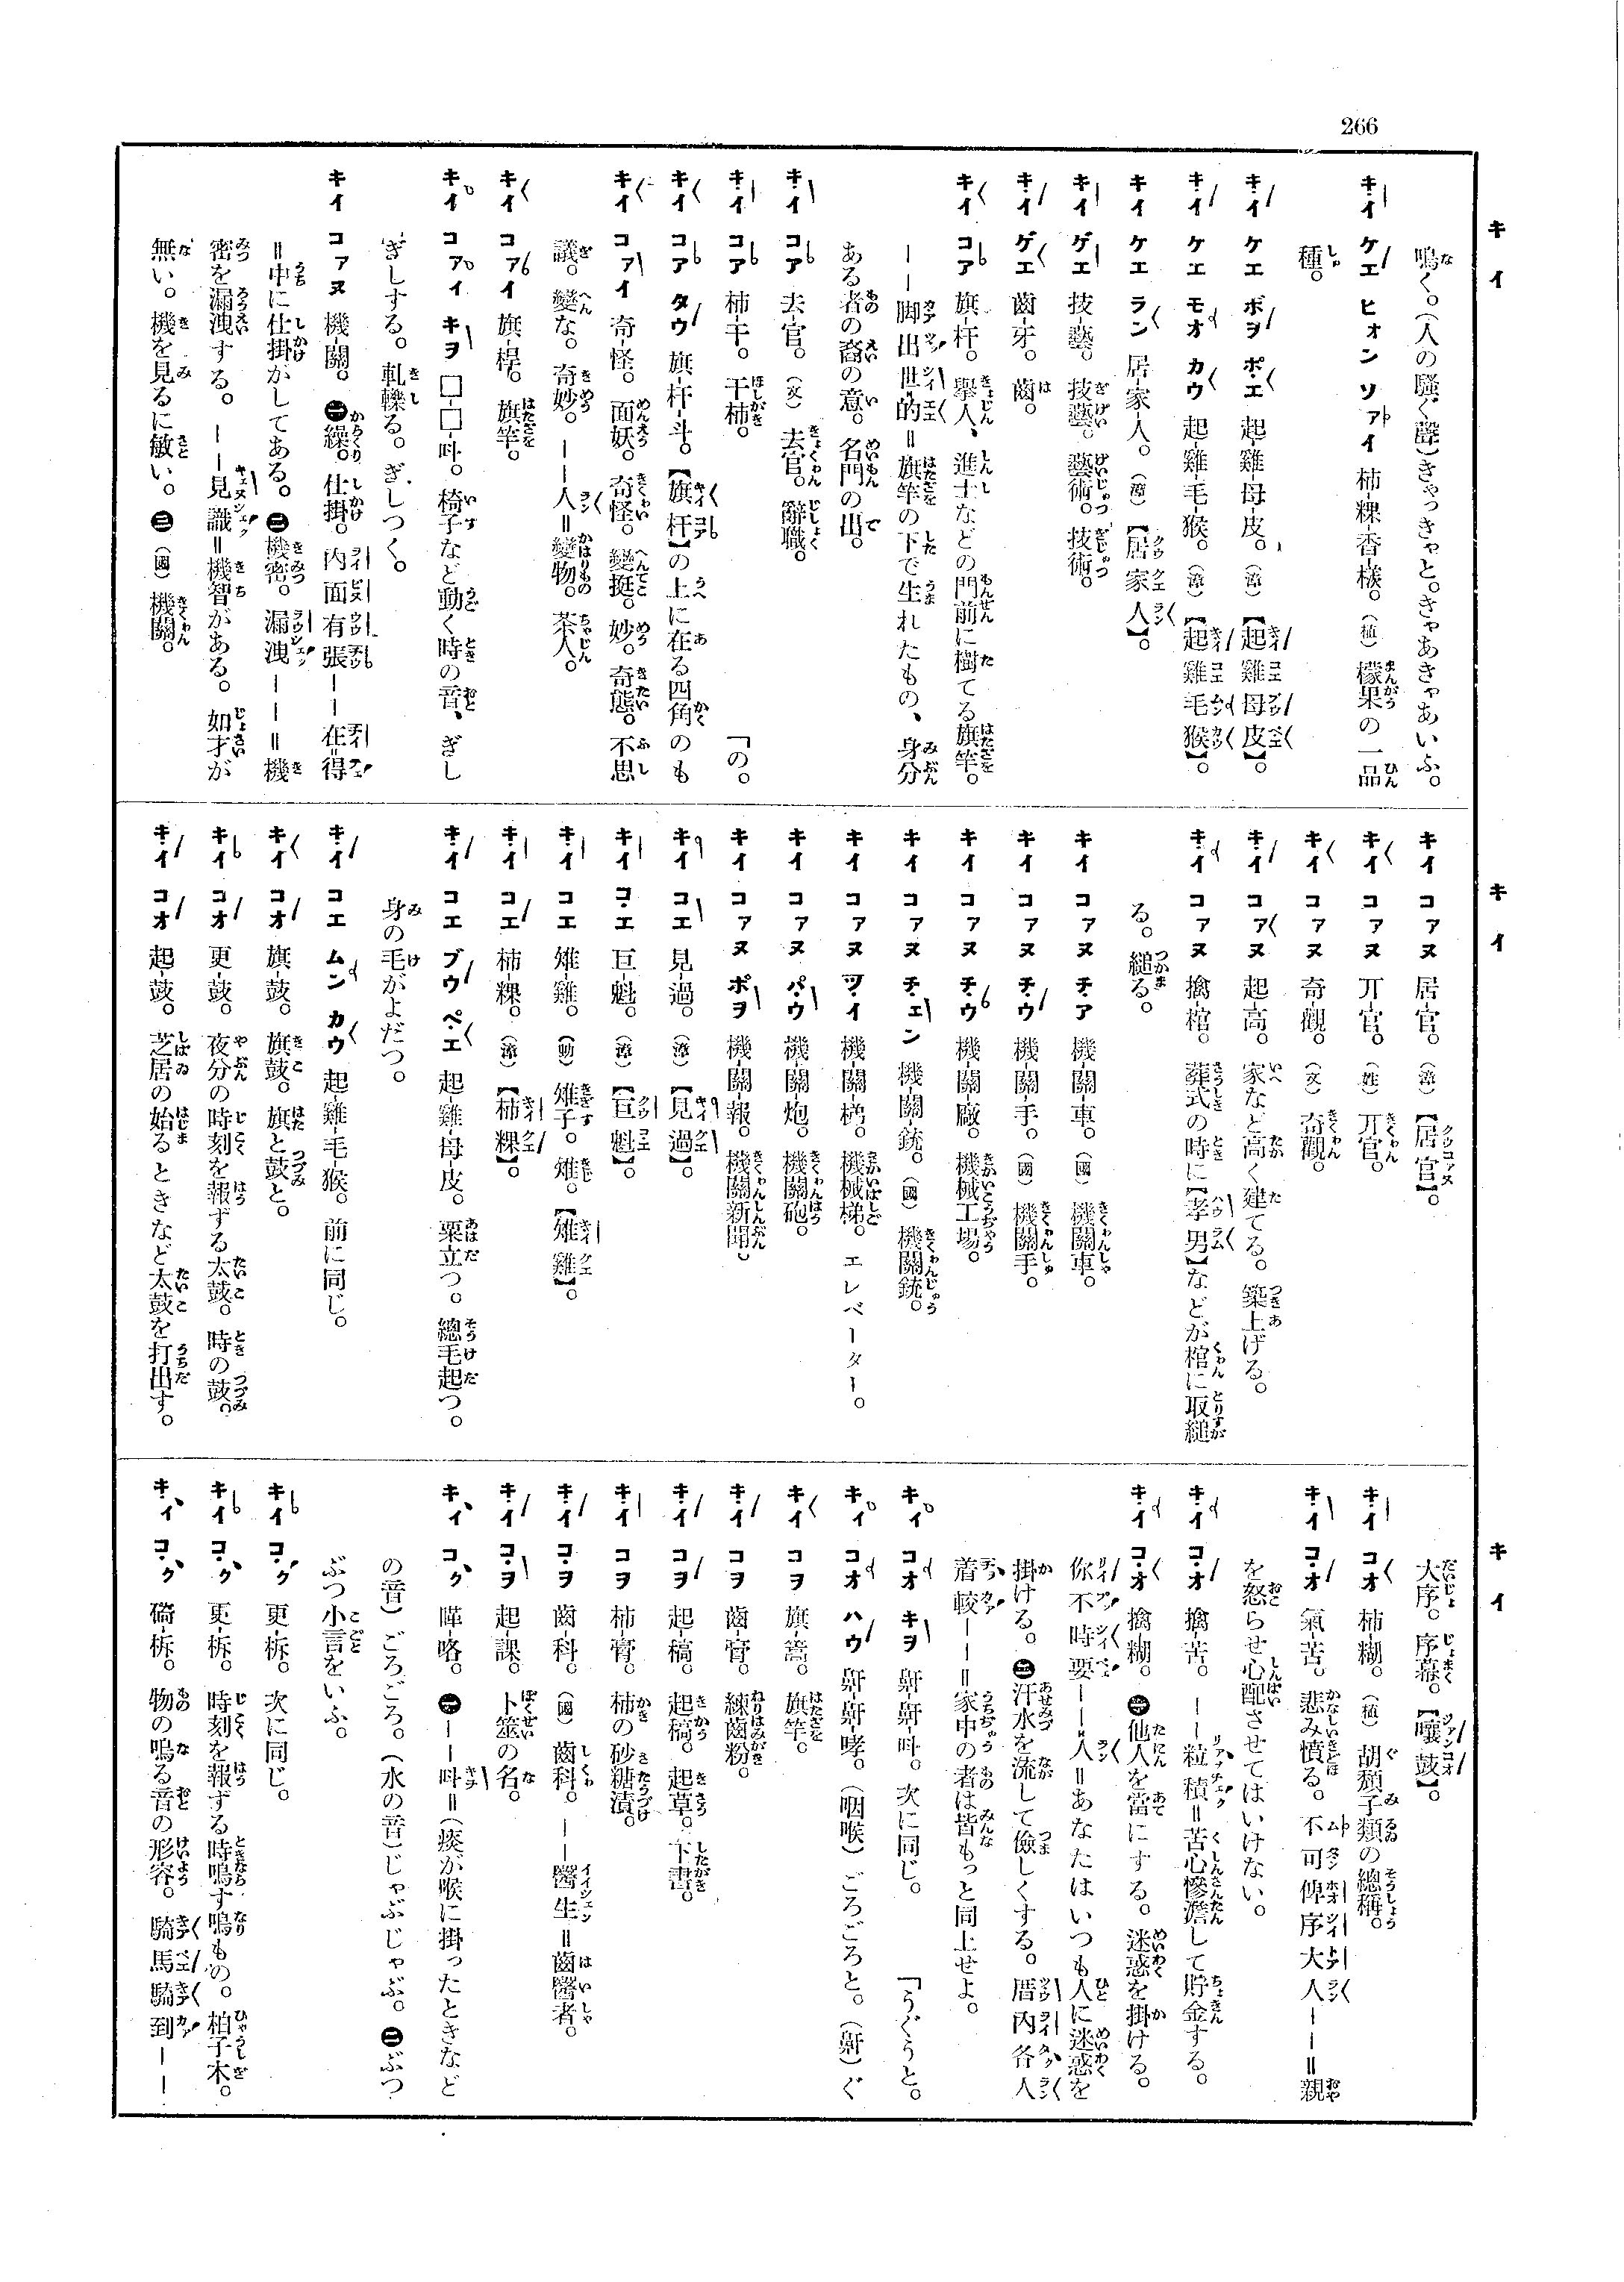 266
キイ
鳴く。(人の騷ぐ聲)きゃっきゃと。きゃあきゃあいふ。
キイ ケエ ヒォン ソァイ 柿-粿-香-檨。(植)檬果の一品
種。
キイ ケエ ボヲ ポエ 起-雞-母-皮。(漳)【起雞母皮】。
キイ ケエ モオ カウ 起-雞-毛-猴。(漳)【起雞毛猴】。
キイ ケエ ラン 居-家-人。(漳)【居家人】。
キイ ゲエ 技-藝。技藝。藝術。技術。
キイ ゲエ 齒-牙。齒。
キイ コア 旗-杆。擧人、進士などの門前に樹てる旗竿。
――脚出世的=旗竿の下で生れたもの、身分
ある者の裔の意。名門の出。
キイ コア 去-官。(文)去官。辭職。
キイ コア 柿-干。干柿。
キイ コア タウ 旗-杆-斗。【旗杆】の上に在る四角のも
「の。
キイ コァイ 奇-怪。面妖。奇怪。變挺。妙。奇態。不思
議。變な。奇妙。――人=變物。茶人。
キイ コァイ 旗-桿。旗竿。
キイ コァイ キヲ □-□-叫。椅子など動く時の音、ぎし
ぎしする。軋轢る。ぎしつく。
キイ コァヌ 機-關。㊀繰。仕掛。內面有張――在得
=中に仕掛がしてある。㊁機密。漏洩――=機
密を漏洩する。――見識=機智がある。如才が
無い。機を見るに敏い。㊂(國)機關。
キイ
キイ コァヌ 居-官。(漳)【居官】。
キイ コァヌ 亓-官。(姓)亓官。
キイ コァヌ 奇-觀。(文)奇觀。
キイ コァヌ 起-高。家など高く建てる。築上げる。
キイ コァヌ 擒-棺。葬式の時に【孝男】などが棺に取縋
る。縋る。
キイ コァヌ チア 機-關-車。(國)機關車。
キイ コァヌ チウ 機-關-手。(國)機關手。
キイ コァヌ チウ 機-關-廠。機械工場。
キイ コァヌ チェン 機-關-銃。(國)機關銃。
キイ コァヌ ツイ 機-關-梯。機械梯。エレベーター。
キイ コァヌ パウ 機-關-炮。機關砲。
キイ コァヌ ポヲ 機-關-報。機關新聞。
キイ コエ 見-過。(漳)【見過】。
キイ コエ 巨-魁。(漳)【巨魁】。
キイ コエ 雉-雞。(動)雉子。雉。【雉雞】。
キイ コエ 柿-粿。(漳)【柿粿】。
キイ コエ ブウ ペエ 起-雞-母-皮。粟立つ。總毛起つ。
身の毛がよだつ。
キイ コエ ムン カウ 起-雞-毛-猴。前に同じ。
キイ コオ 旗-鼓。旗鼓。旗と鼓と。
キイ コオ 更-鼓。夜分の時刻を報ずる太鼓。時の鼓。
キイ コオ 起-鼓。芝居の始るときなど太鼓を打出す。
キイ
大序。序幕。【嚷鼓】。
キイ コオ 柿-糊。(植)胡頽子類の總稱。
キイ コオ 氣-苦。悲み憤る。不可俾序大人――=親
を怒らせ心配させてはいけない。
キイ コオ 擒-苦。――粒積=苦心慘澹して貯金する。
キイ コオ 擒-糊。㊀他人を當にする。迷惑を掛ける。
你不時要――人=あなたはいつも人に迷惑を
掛ける。㊁汗水を流して儉しくする。厝內各人
着較――=家中の者は皆もっと同上せよ。
キイ コオ キヲ 鼾-鼾-叫。次に同じ。
「うぐうと。
キイ コオ ハウ 鼾-鼾-哮。(咽喉)ごろごろと。(鼾)ぐ
キイ コヲ 旗-篙。旗竿。
キイ コヲ 齒-膏。練齒粉。
キイ コヲ 起-稿。起稿。起草。下書。
キイ コヲ 柿-膏。柿の砂糖漬。
キイ コヲ 齒-科。(國)齒科。――醫生=齒醫者。
キイ コヲ 起-課。卜筮の名。
キイ コク 嘩-咯。㊀――叫=(痰が喉に掛ったときなど
の音)ごろごろ。(水の音)じゃぶじゃぶ。㊁ぶつ
ぶつ小言をいふ。
キイ コク 更-柝。次に同じ。
キイ コク 更-柝。時刻を報ずる時鳴す鳴もの。柏子木。
キイ コク 碕-柝。物の鳴る音の形容。騎馬騎到――